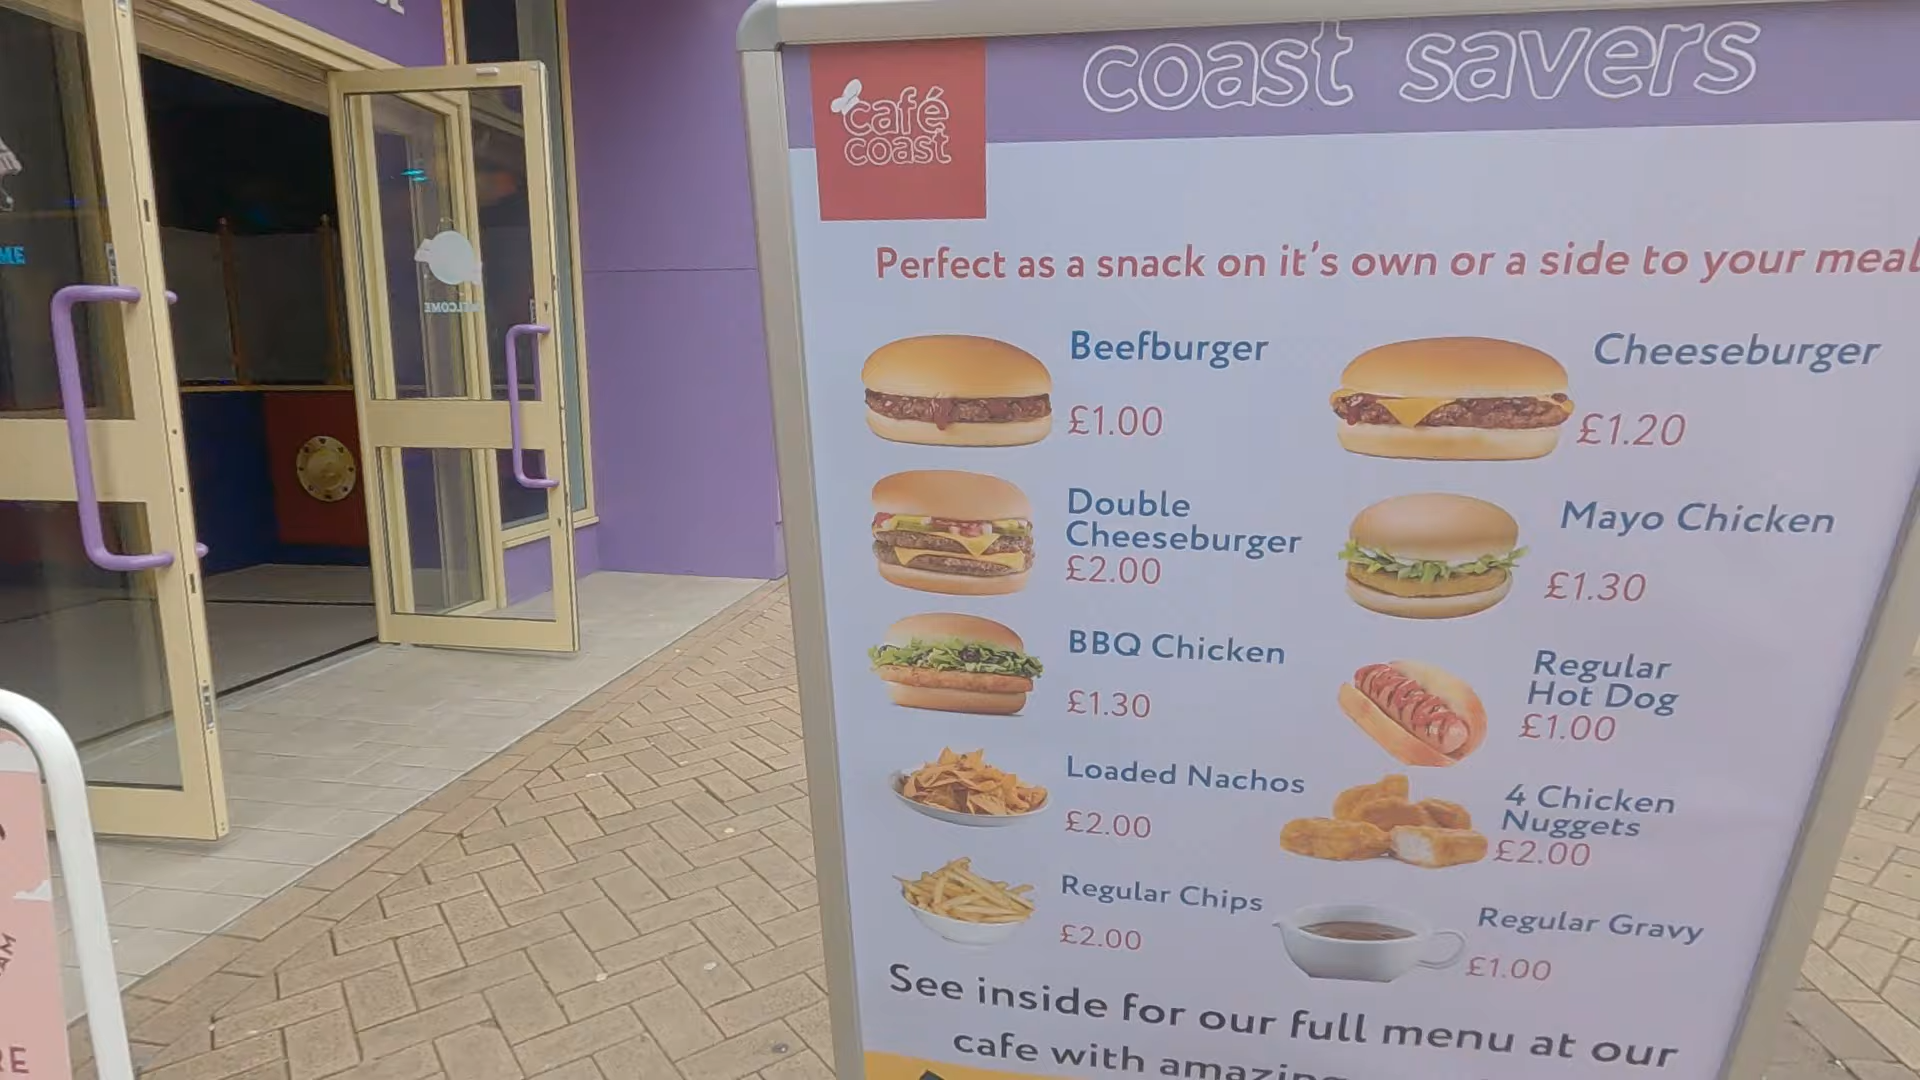 coast savers
café
coast
Perfect as a snack on it's own or a side to your meal
Beefburger
£1.00
Cheeseburger
£1.20
Double
Cheeseburger
£2.00
Mayo Chicken
£1.30
BBQ Chicken
£1.30
Regular
Hot Dog
£1.00
Loaded Nachos
£2.00
4 Chicken
Nuggets
£2.00
Regular Chips
£2.00
Regular Gravy
£1.00
See inside for our full menu at our
cafe with
WELCOME